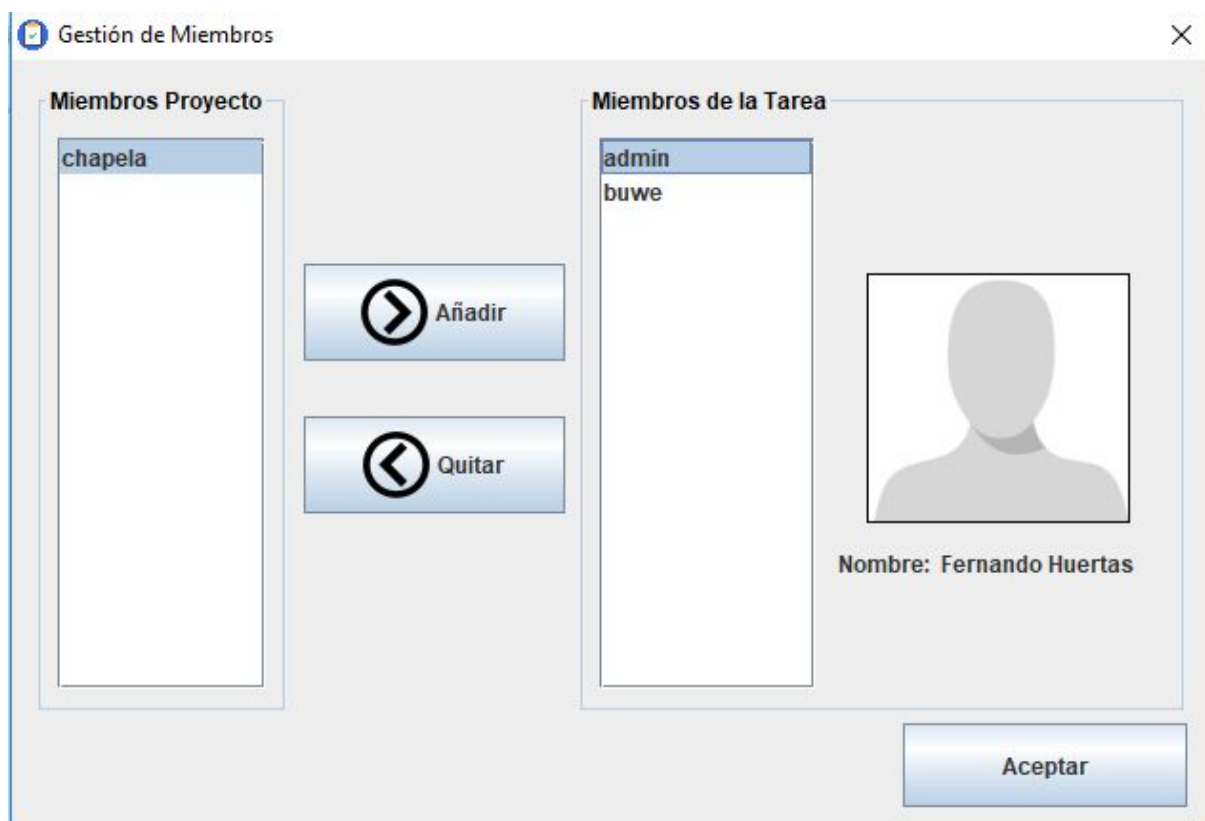 Gestión de Miembros
Miembros Proyecto
chapela
Añadir
Quitar
Miembros de la Tarea
admin
buwe
Nombre: Fernando Huertas
Aceptar